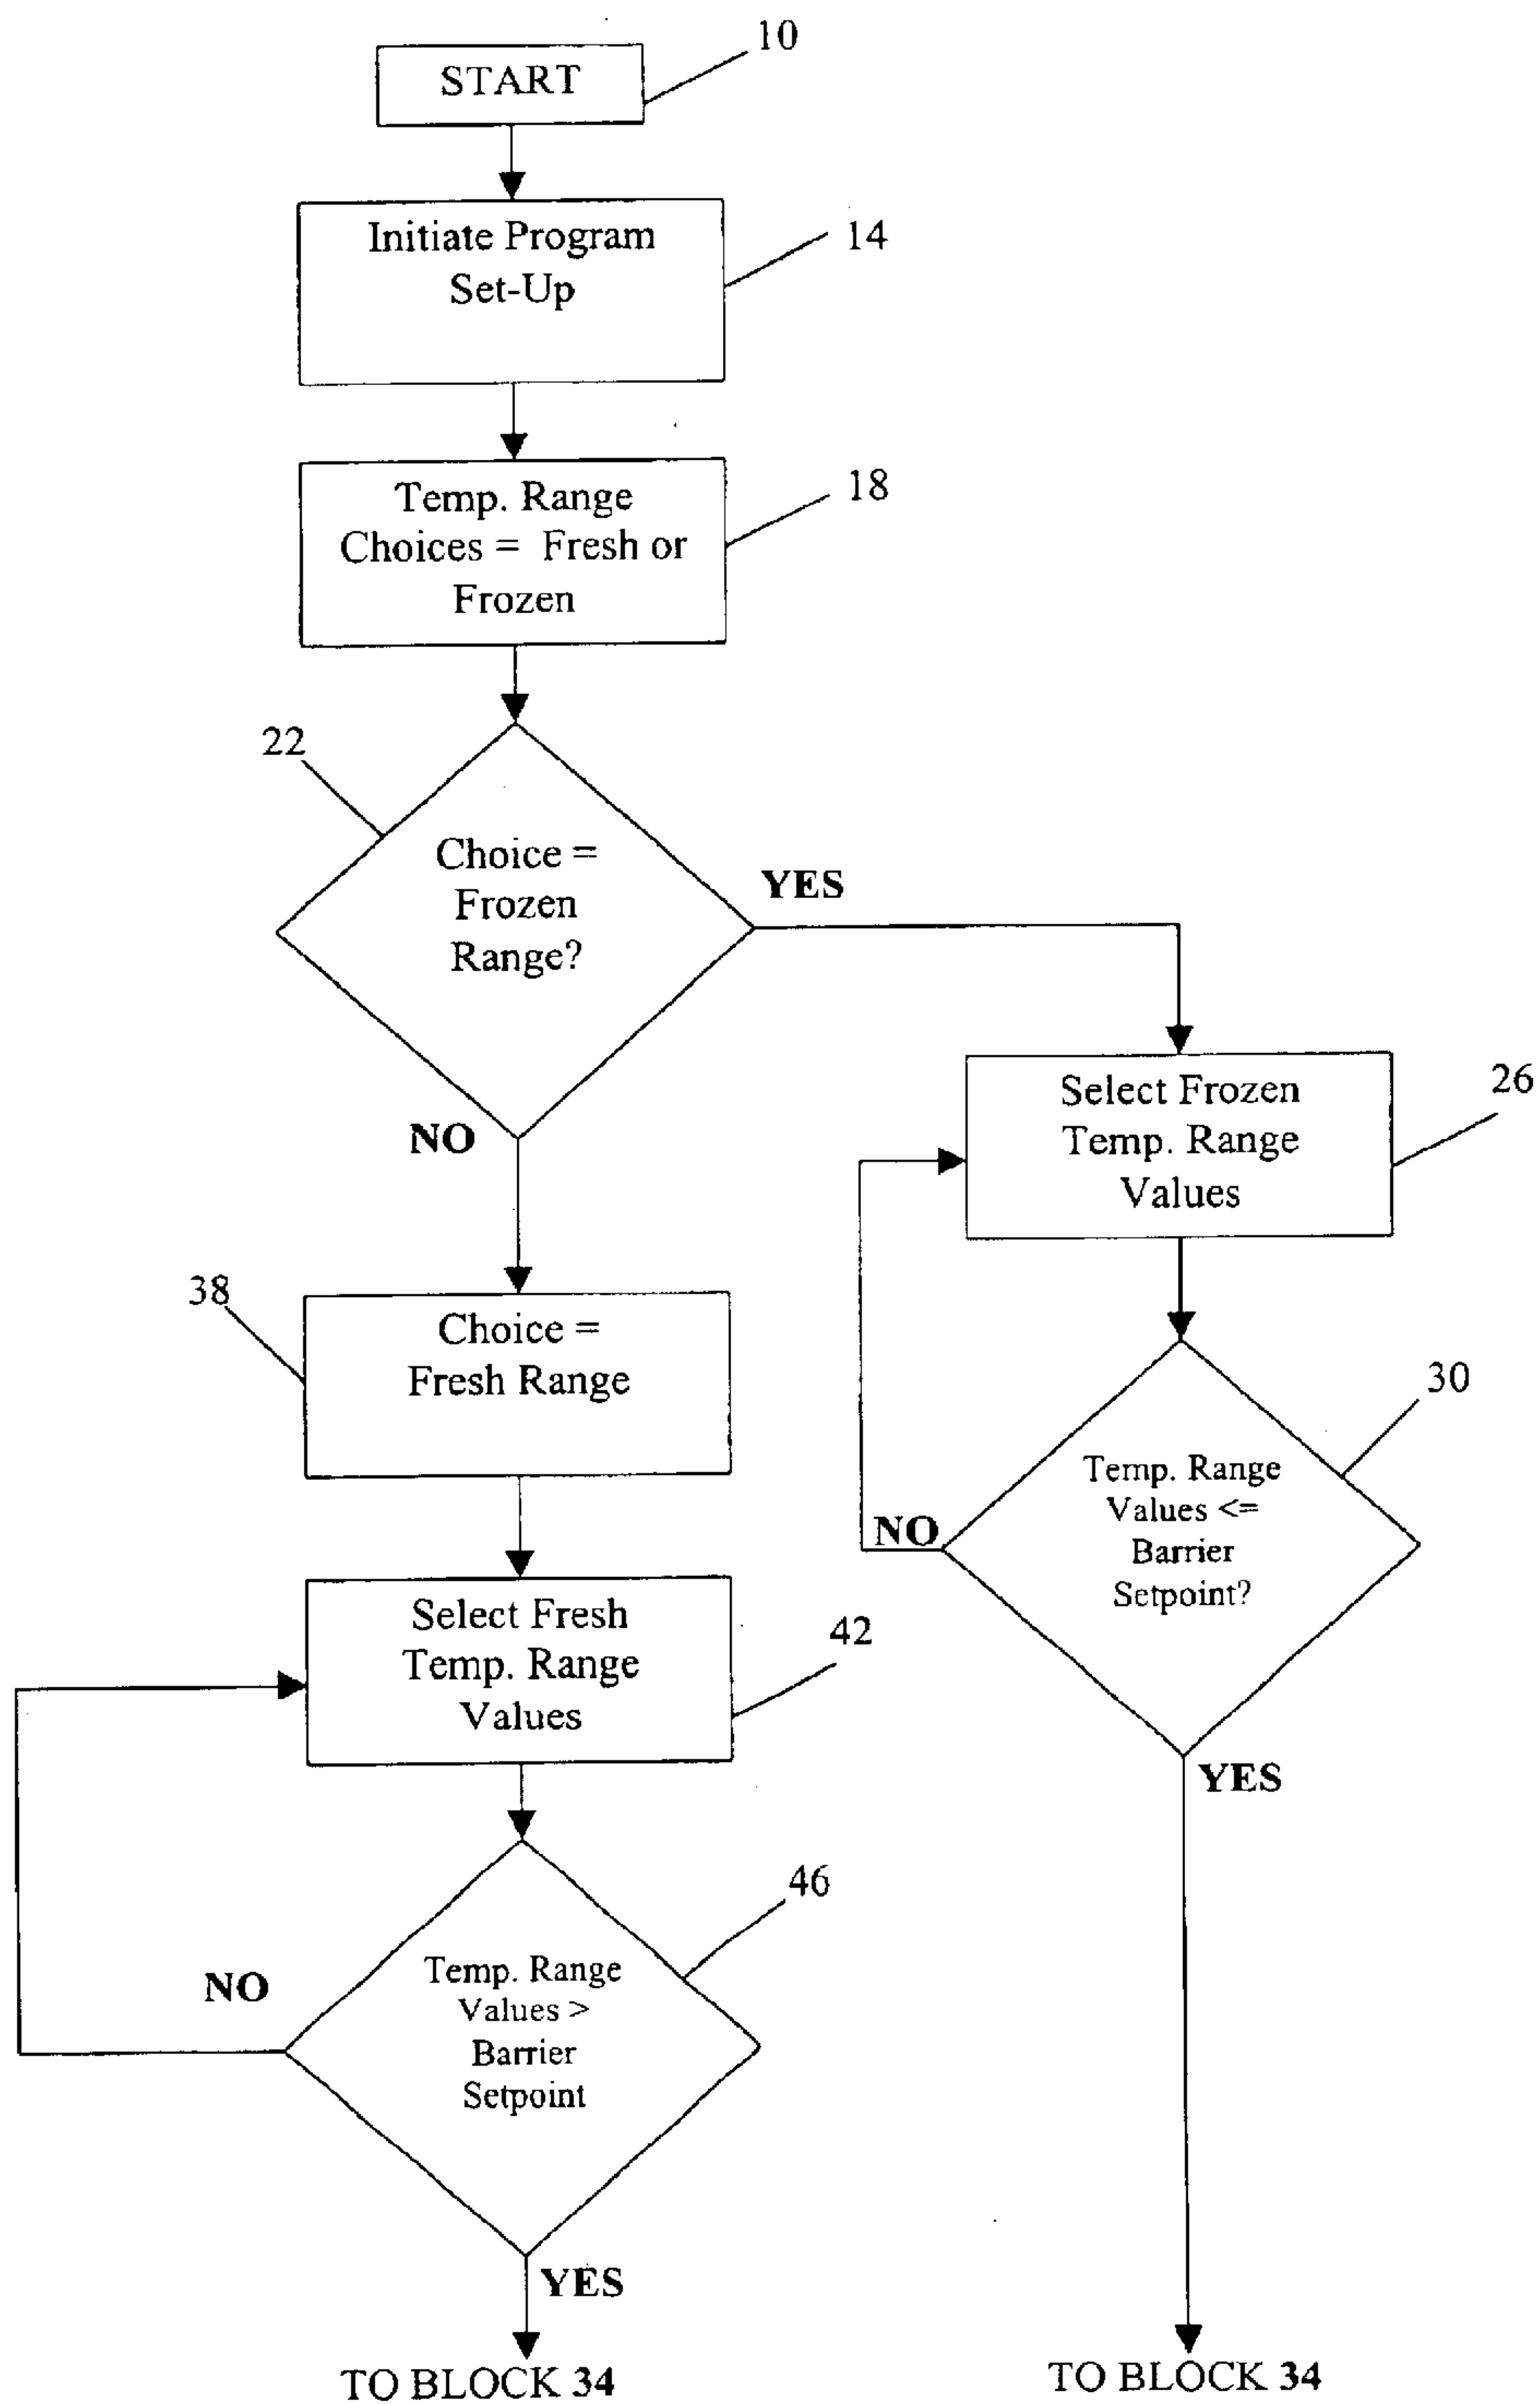 START
10
Initiate Program
Set-Up
14
Temp. Range
Choices = Fresh or
Frozen
18
22
Choice =
Frozen
Range?
YES
NO
Select Frozen
Temp. Range
Values
26
38
Choice =
Fresh Range
30
Temp. Range
Values <=
Barrier
Setpoint?
NO
YES
Select Fresh
Temp. Range
Values
42
46
Temp. Range
Values >
Barrier
Setpoint
NO
YES
TO BLOCK 34
TO BLOCK 34